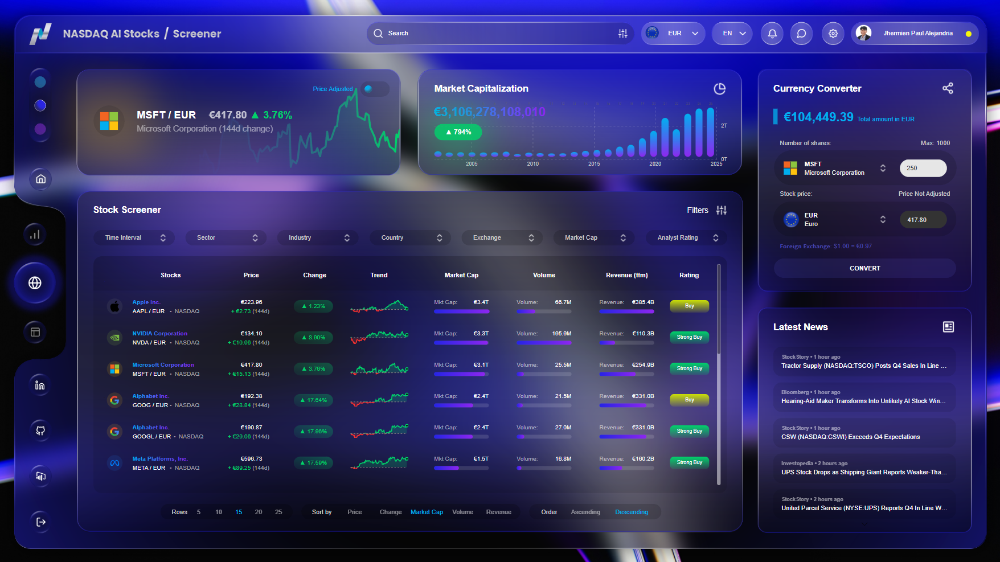 NASDAQ AI Stocks / Screener
Search
EUR
EN
Jhermien Paul Alejandria
Price Adjusted
MSFT / EUR €417.80 ▲ 3.76%
Microsoft Corporation (144d change)
Market Capitalization
€3,106,278,108,010
▲ 794%
2T
0T
2005 2010 2015 2020 2025
Currency Converter
€104,449.39 Total amount in EUR
Number of shares: Max: 1000
MSFT
Microsoft Corporation
250
Stock price: Price Not Adjusted
EUR
Euro
417.80
Foreign Exchange: $1.00 = €0.97
CONVERT
Stock Screener
Filters
Time Interval Sector Industry Country Exchange Market Cap Analyst Rating
Stocks Price Change Trend Market Cap Volume Revenue (ttm) Rating
Apple Inc. €223.96 ▲ 1.23% Mkt Cap: €3.4T Volume: 66.7M Revenue: €385.4B Buy
AAPL / EUR - NASDAQ + €2.73 (144d)
NVIDIA Corporation €134.10 ▲ 8.90% Mkt Cap: €3.3T Volume: 195.9M Revenue: €110.3B Strong Buy
NVDA / EUR - NASDAQ + €10.96 (144d)
Microsoft Corporation €417.80 ▲ 3.76% Mkt Cap: €3.1T Volume: 25.5M Revenue: €254.9B Strong Buy
MSFT / EUR - NASDAQ + €15.13 (144d)
Alphabet Inc. €192.38 ▲ 17.64% Mkt Cap: €2.4T Volume: 21.5M Revenue: €331.0B Buy
GOOG / EUR - NASDAQ + €28.84 (144d)
Alphabet Inc. €190.87 ▲ 17.96% Mkt Cap: €2.4T Volume: 27.0M Revenue: €331.0B Strong Buy
GOOGL / EUR - NASDAQ + €29.06 (144d)
Meta Platforms, Inc. €596.73 ▲ 17.59% Mkt Cap: €1.5T Volume: 16.8M Revenue: €160.2B Strong Buy
META / EUR - NASDAQ + €89.25 (144d)
Rows 5 10 15 20 25 Sort by Price Change Market Cap Volume Revenue Order Ascending Descending
Latest News
StockStory • 1 hour ago
Tractor Supply (NASDAQ:TSCO) Posts Q4 Sales In Line ...
Bloomberg • 1 hour ago
Hearing-Aid Maker Transforms Into Unlikely AI Stock Win...
StockStory • 1 hour ago
CSW (NASDAQ:CSWI) Exceeds Q4 Expectations
Investopedia • 2 hours ago
UPS Stock Drops as Shipping Giant Reports Weaker-Tha...
StockStory • 2 hours ago
United Parcel Service (NYSE:UPS) Reports Q4 In Line W...